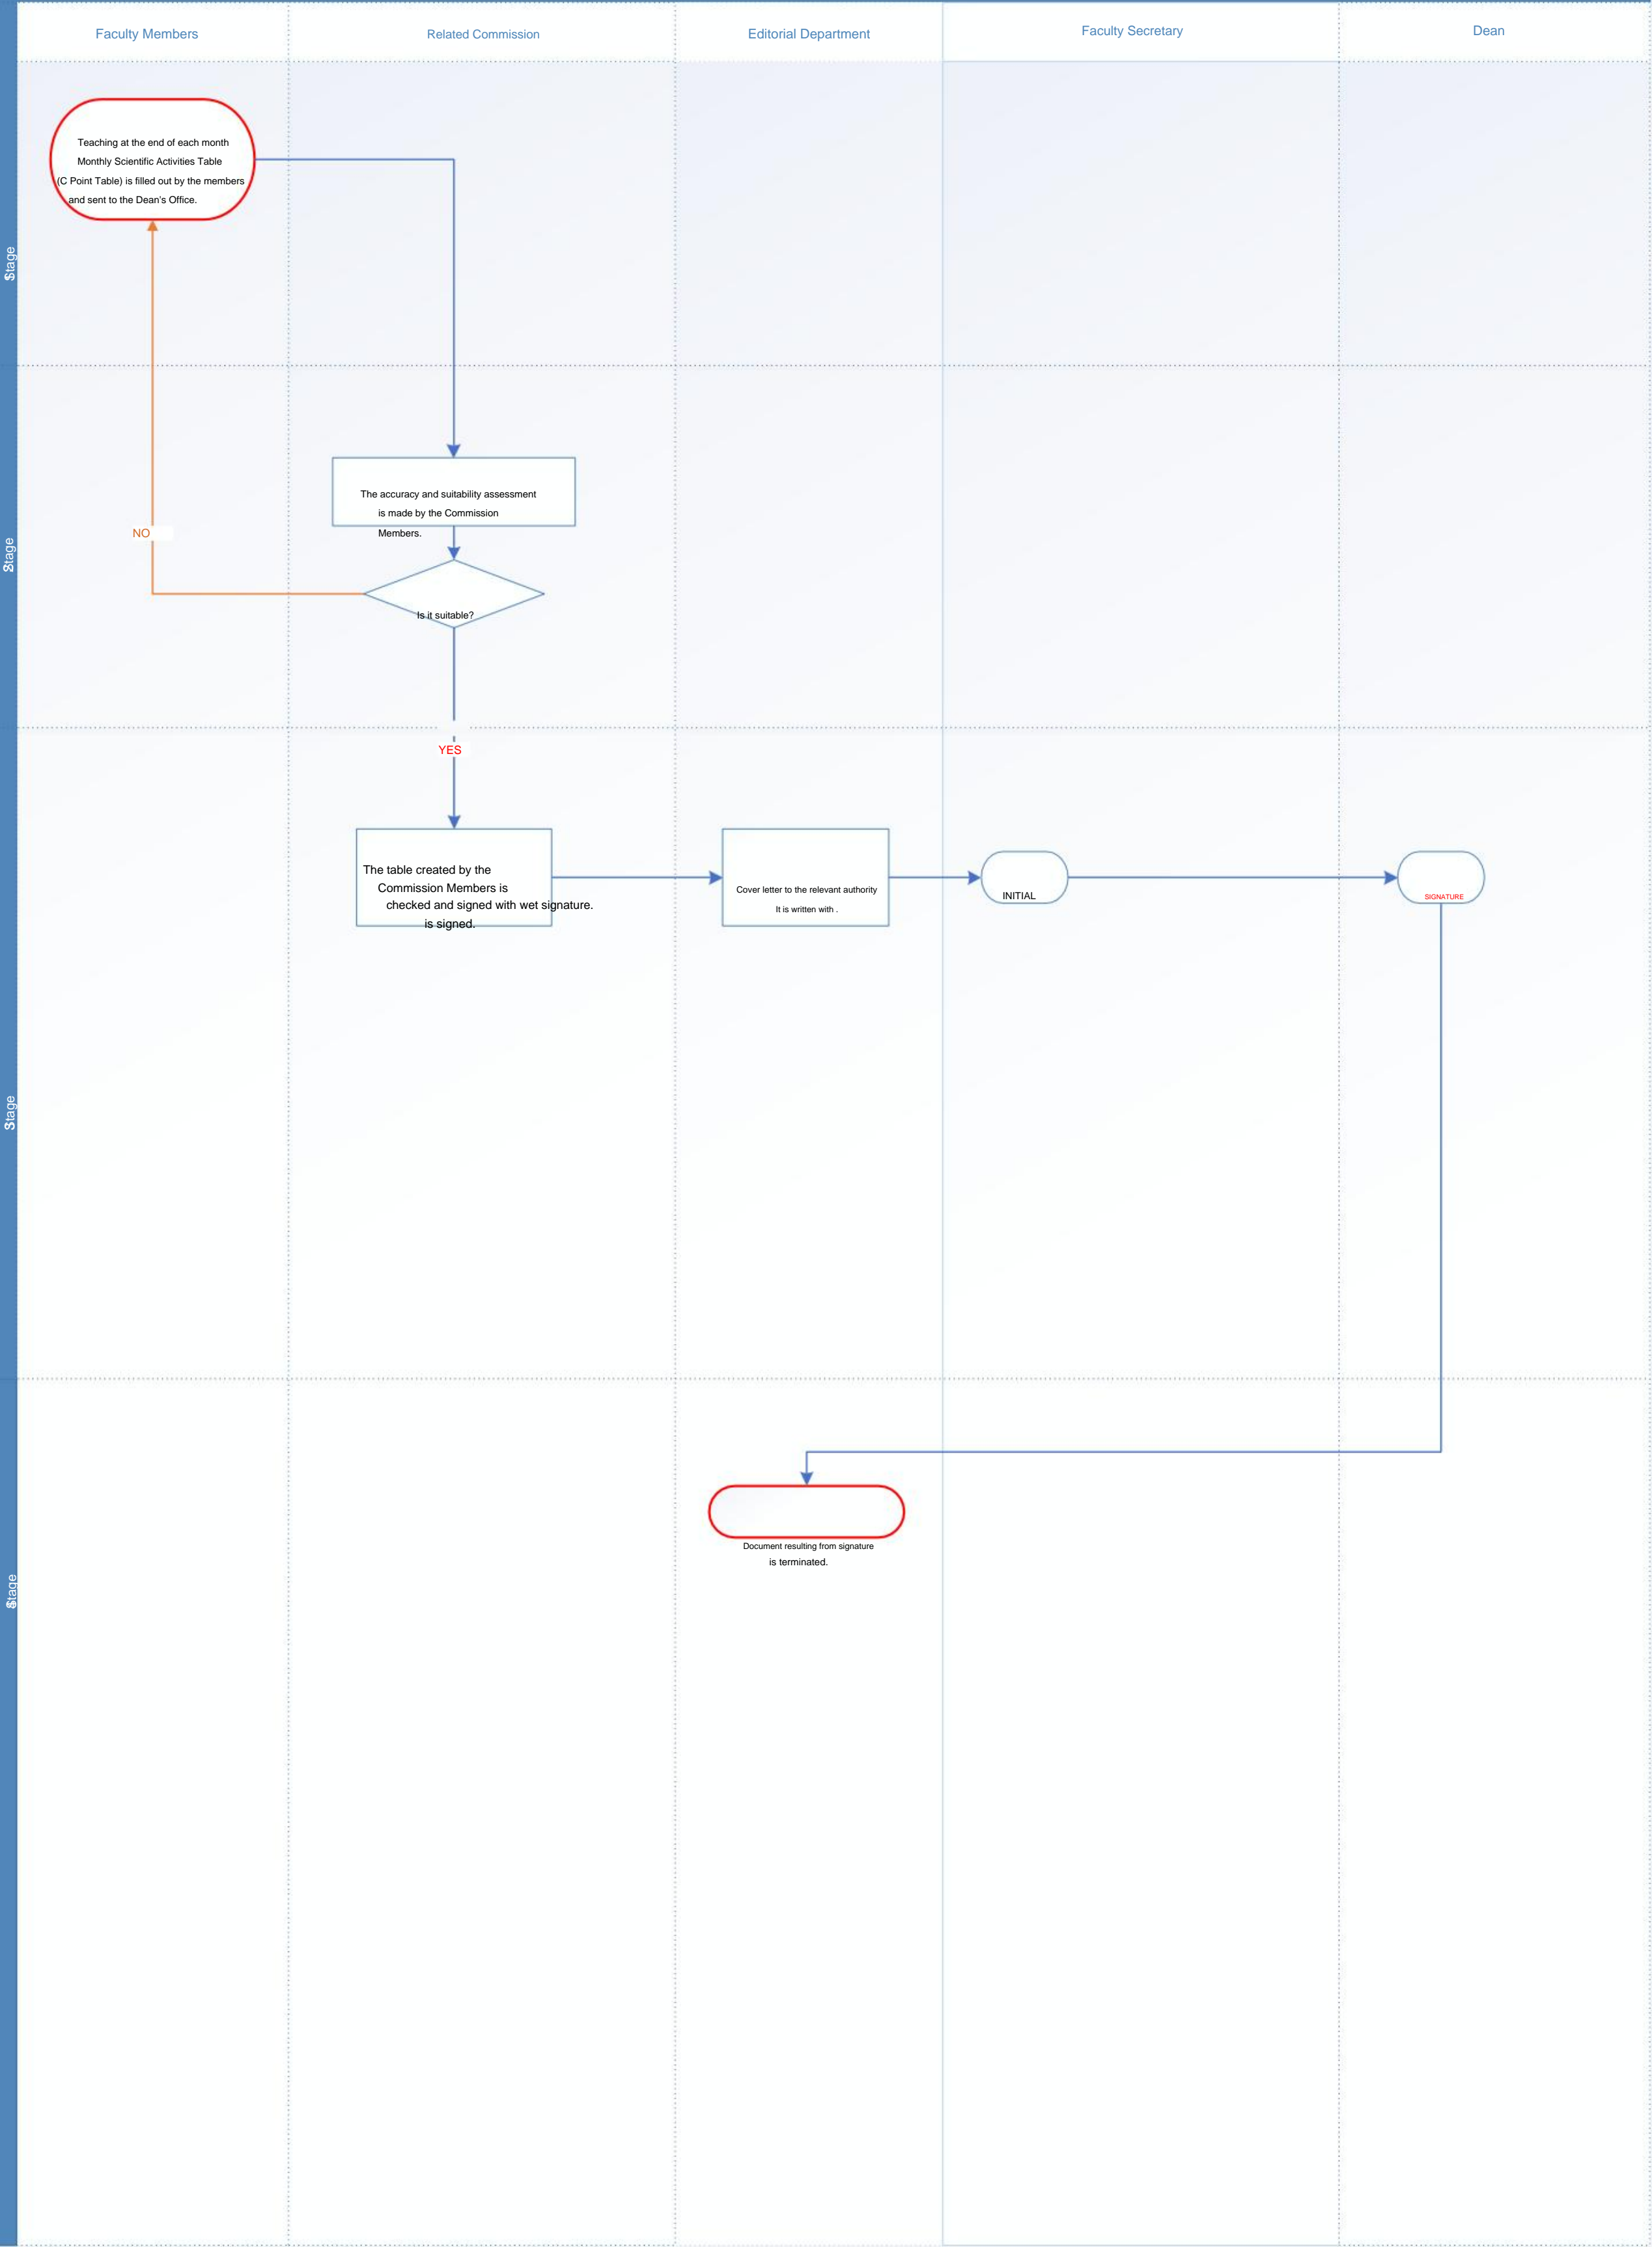 Faculty Members
Related Commission
Editorial Department
Faculty Secretary
Dean
Teaching at the end of each month
Monthly Scientific Activities Table
(C Point Table) is filled out by the members
and sent to the Dean's Office.
Stage
The accuracy and suitability assessment
is made by the Commission
Members.
NO
Stage
Is it suitable?
YES
The table created by the
Commission Members is
checked and signed with wet signature.
is signed.
Cover letter to the relevant authority
It is written with .
INITIAL
SIGNATURE
Stage
Document resulting from signature
is terminated.
Stage